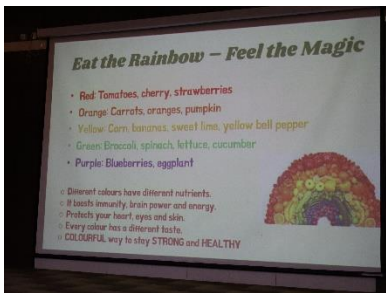 Eat the Rainbow – Feel the Magic
• Red: Tomatoes, cherry, strawberries
• Orange: Carrots, oranges, pumpkin
• Yellow: Corn, bananas, sweet lime, yellow bell pepper
• Green: Broccoli, spinach, lettuce, cucumber
• Purple: Blueberries, eggplant
○ Different colours have different nutrients.
○ It boosts immunity, brain power and energy.
○ Protects your heart, eyes and skin.
○ Every colour has a different taste.
○ COLOURFUL way to stay STRONG and HEALTHY